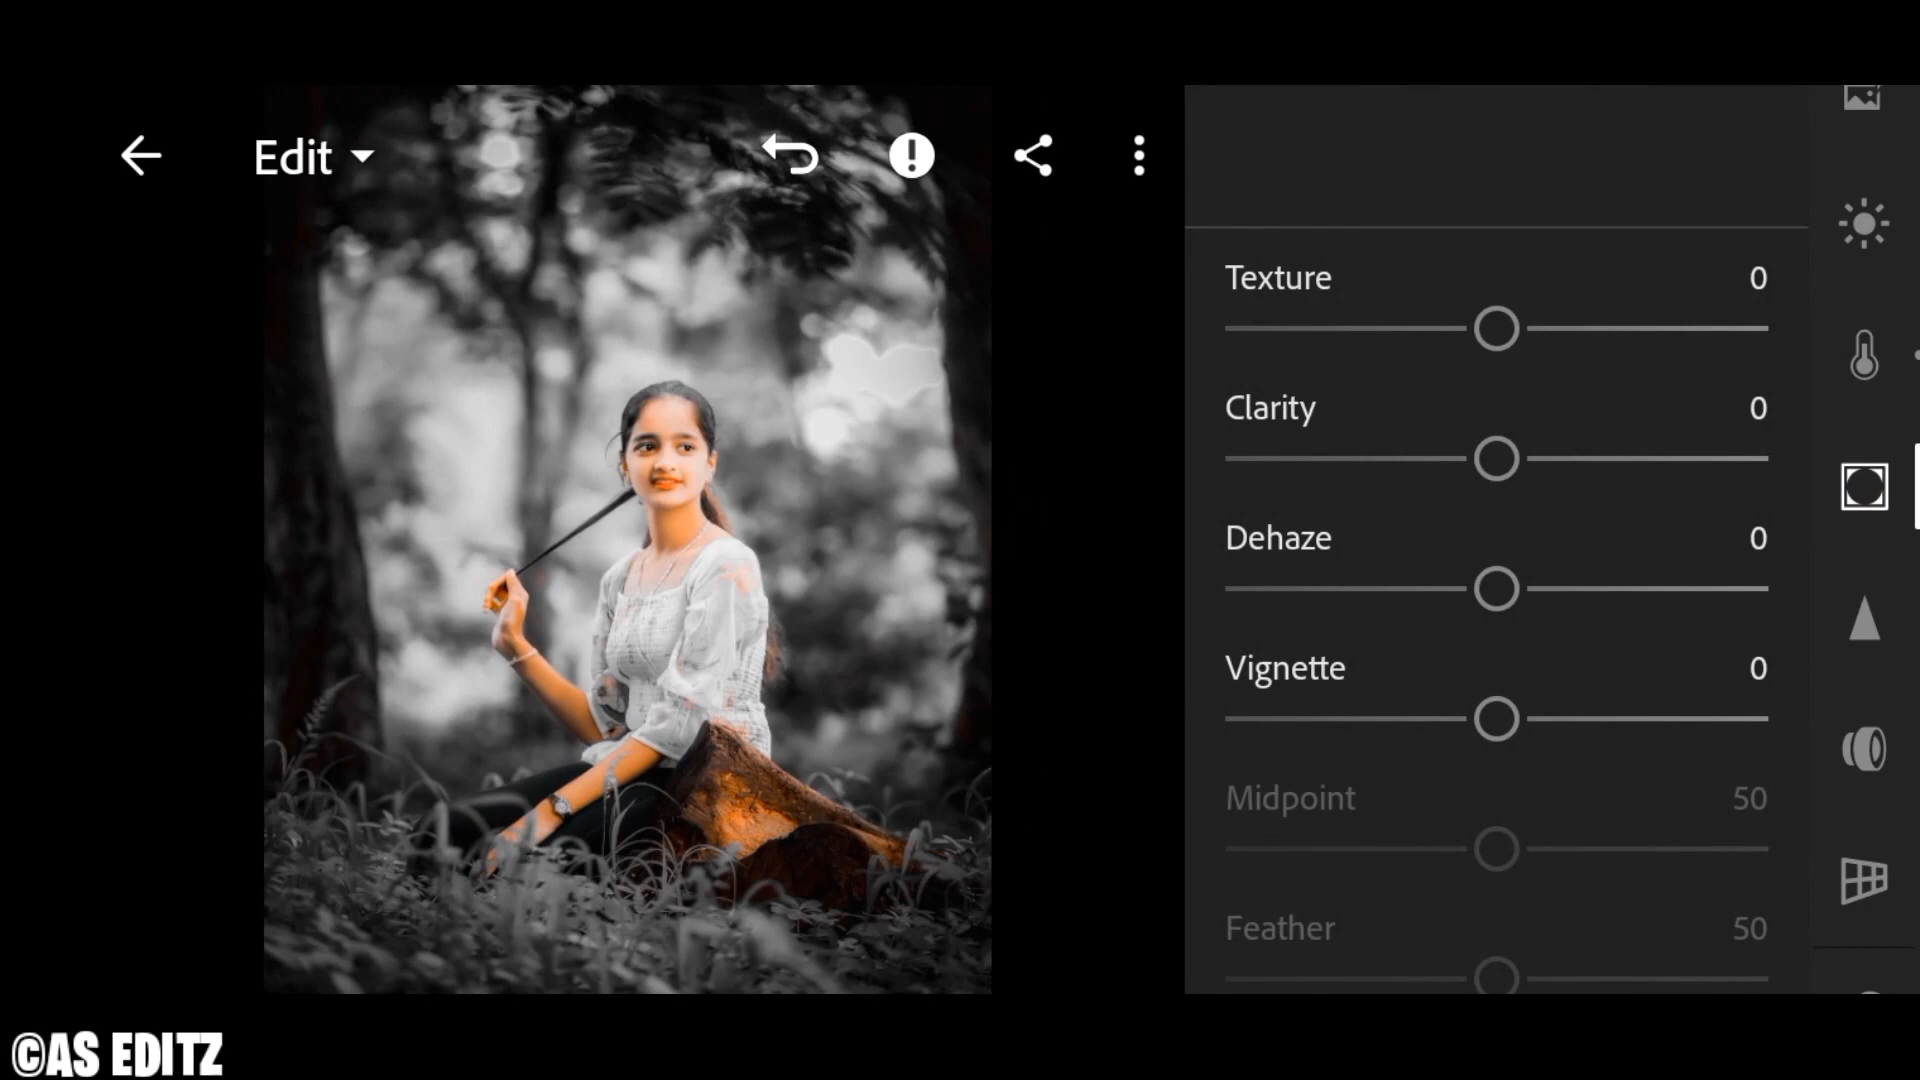 Edit
Texture 0
Clarity 0
Dehaze 0
Vignette 0
Midpoint 50
Feather 50
©AS EDITZ